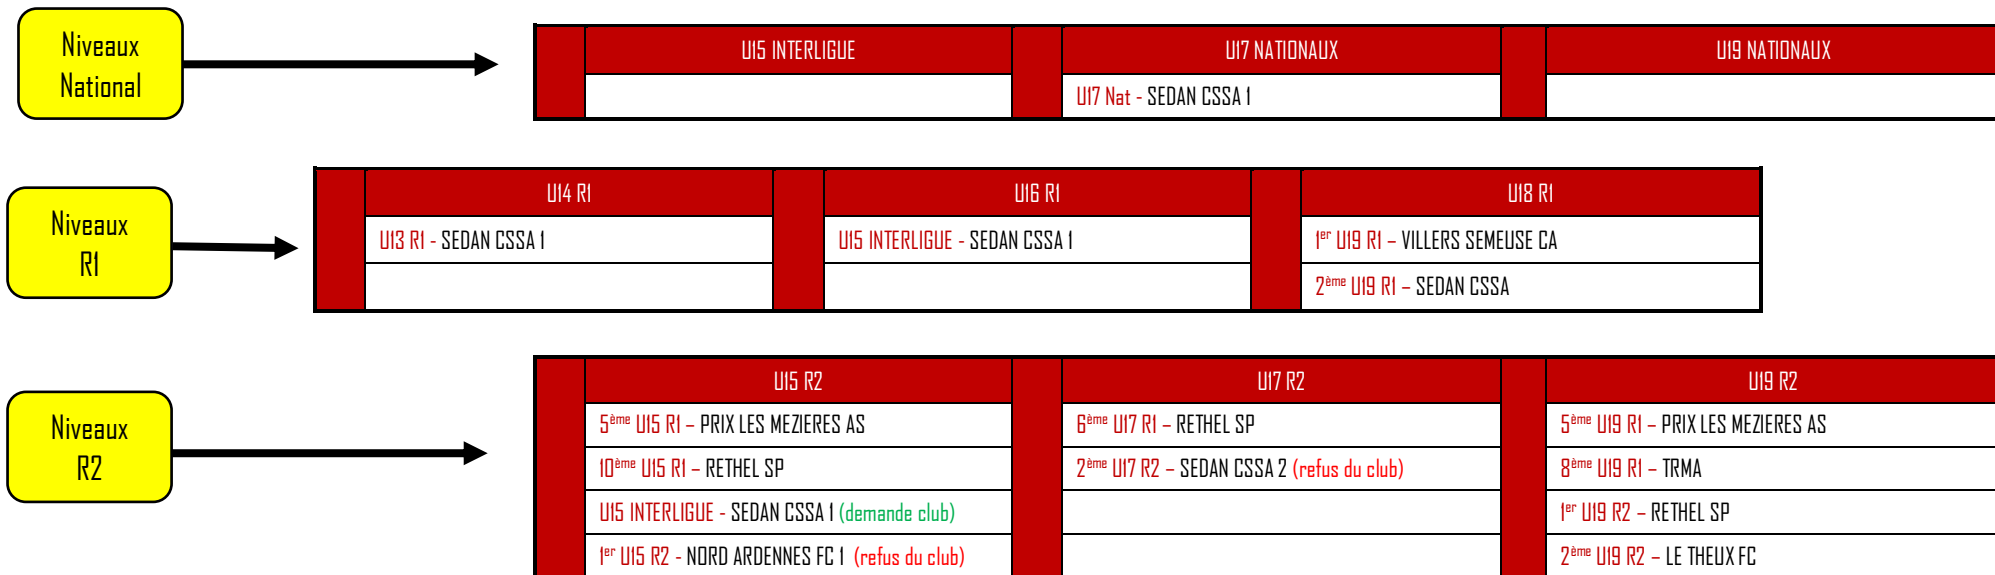 Niveaux
National
U15 INTERLIGUE
U17 NATIONAUX
U19 NATIONAUX
U17 Nat - SEDAN CSSA 1
Niveaux
R1
U14 R1
U16 R1
U18 R1
U13 R1 - SEDAN CSSA 1
U15 INTERLIGUE - SEDAN CSSA 1
1er U19 R1 – VILLERS SEMEUSE CA
2ème U19 R1 – SEDAN CSSA
Niveaux
R2
U15 R2
U17 R2
U19 R2
5ème U15 R1 – PRIX LES MEZIERES AS
6ème U17 R1 – RETHEL SP
5ème U19 R1 – PRIX LES MEZIERES AS
10ème U15 R1 – RETHEL SP
2ème U17 R2 – SEDAN CSSA 2 (refus du club)
8ème U19 R1 – TRMA
U15 INTERLIGUE - SEDAN CSSA 1 (demande club)
1er U19 R2 – RETHEL SP
1er U15 R2 - NORD ARDENNES FC 1 (refus du club)
2ème U19 R2 – LE THEUX FC